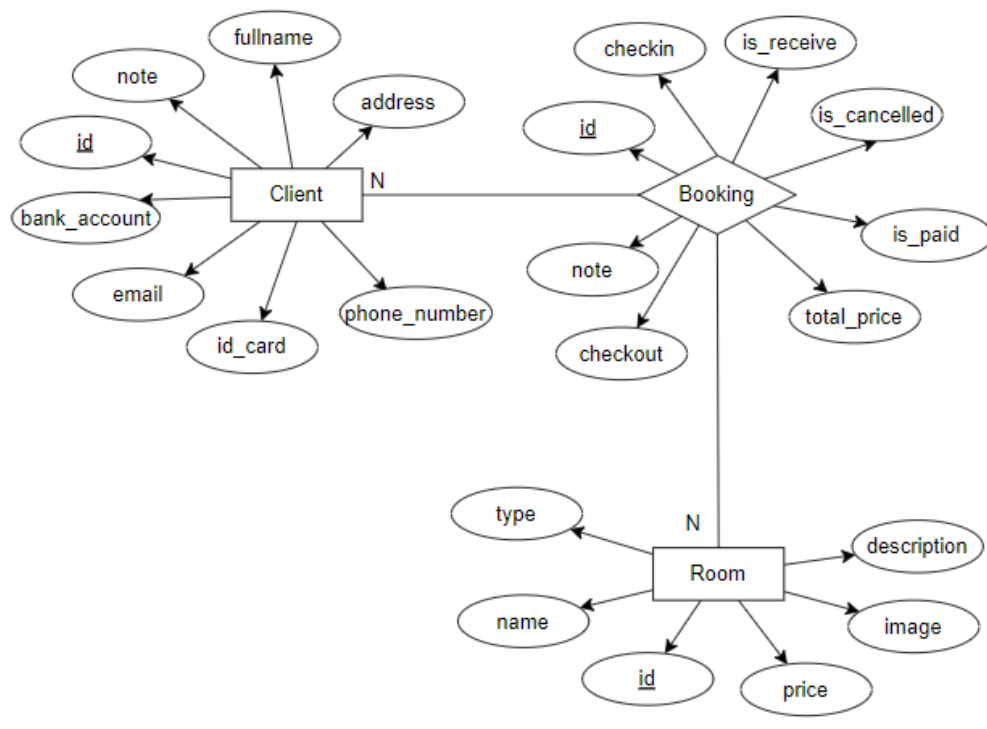 fullname
note
address
id
Client
N
bank_account
email
id_card
phone_number
checkin
is_receive
is_cancelled
id
Booking
is_paid
note
total_price
checkout
type
N
description
Room
name
image
id
price